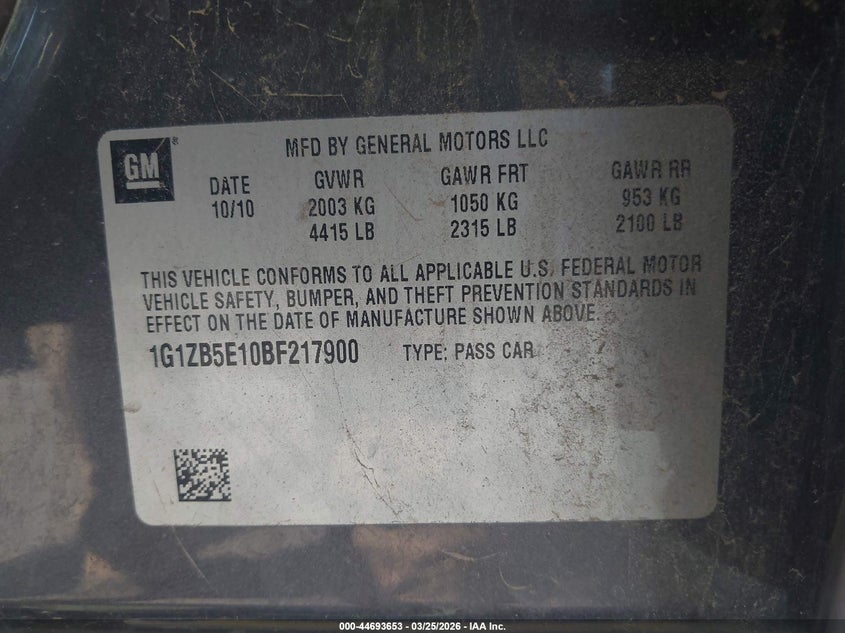 GM
MFD BY GENERAL MOTORS LLC
DATE GVWR GAWR FRT GAWR RR
10/10 2003 KG 1050 KG 953 KG
4415 LB 2315 LB 2100 LB
THIS VEHICLE CONFORMS TO ALL APPLICABLE U.S. FEDERAL MOTOR
VEHICLE SAFETY, BUMPER, AND THEFT PREVENTION STANDARDS IN
EFFECT ON THE DATE OF MANUFACTURE SHOWN ABOVE.
1G1ZB5E10BF217900 TYPE: PASS CAR
000-44693653 - 03/25/2026 - IAA Inc.